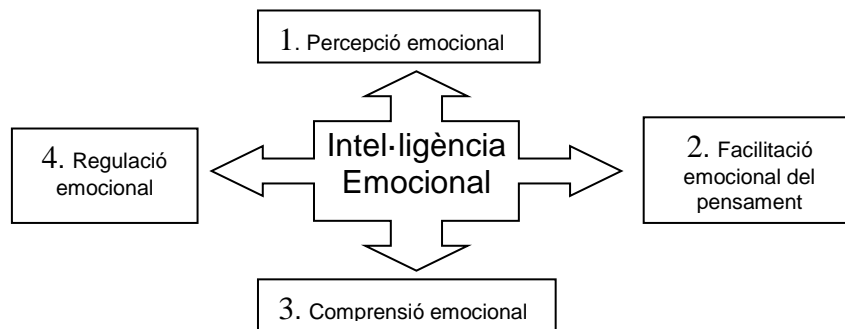 1. Percepció emocional
Intel·ligència
Emocional
4. Regulació
emocional
2. Facilitació
emocional del
pensament
3. Comprensió emocional